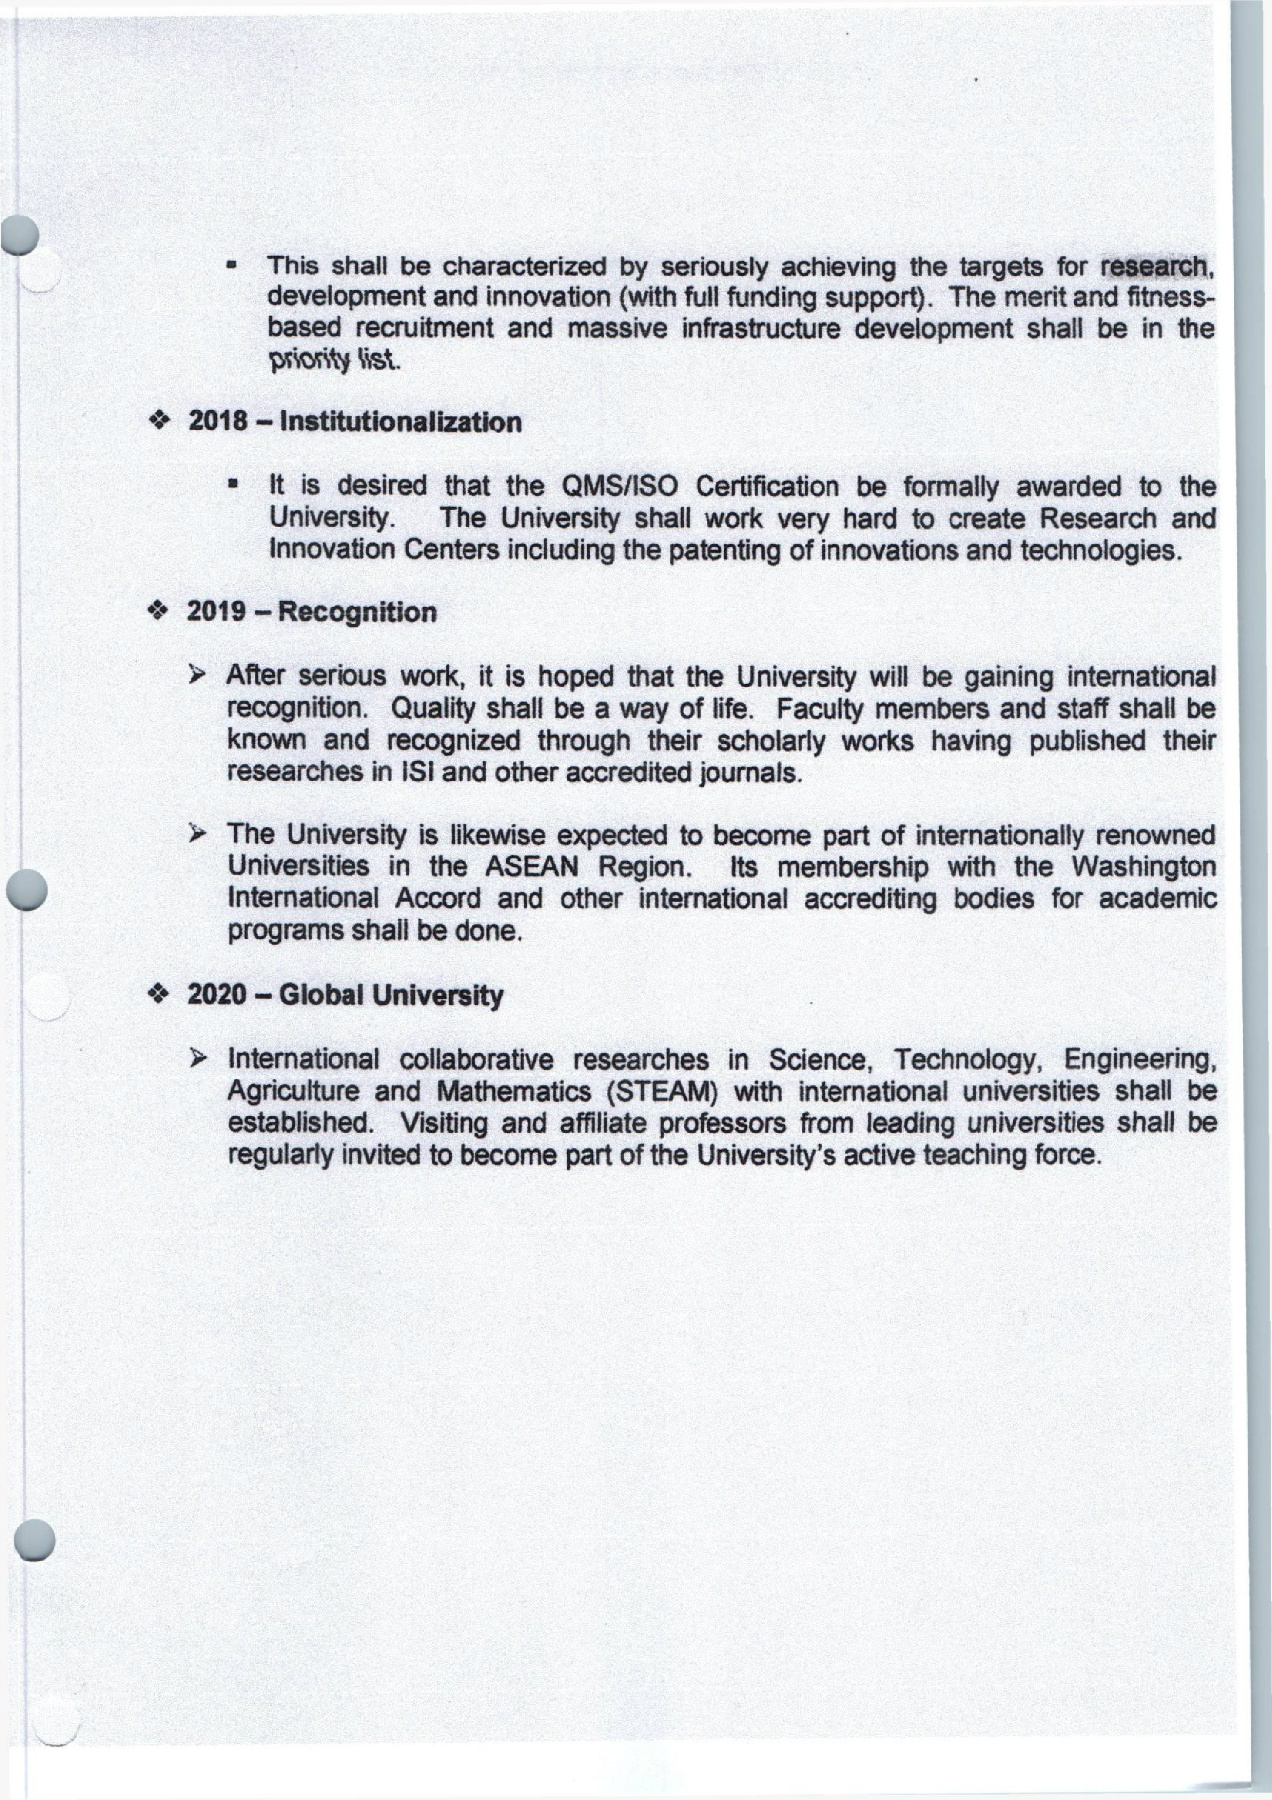 ▪ This shall be characterized by seriously achieving the targets for research,
development and innovation (with full funding support). The merit and fitness-
based recruitment and massive infrastructure development shall be in the
priority list.
❖ 2018 – Institutionalization
▪ It is desired that the QMS/ISO Certification be formally awarded to the
University. The University shall work very hard to create Research and
Innovation Centers including the patenting of innovations and technologies.
❖ 2019 – Recognition
➢ After serious work, it is hoped that the University will be gaining international
recognition. Quality shall be a way of life. Faculty members and staff shall be
known and recognized through their scholarly works having published their
researches in ISI and other accredited journals.
➢ The University is likewise expected to become part of internationally renowned
Universities in the ASEAN Region. Its membership with the Washington
International Accord and other international accrediting bodies for academic
programs shall be done.
❖ 2020 – Global University
➢ International collaborative researches in Science, Technology, Engineering,
Agriculture and Mathematics (STEAM) with international universities shall be
established. Visiting and affiliate professors from leading universities shall be
regularly invited to become part of the University's active teaching force.